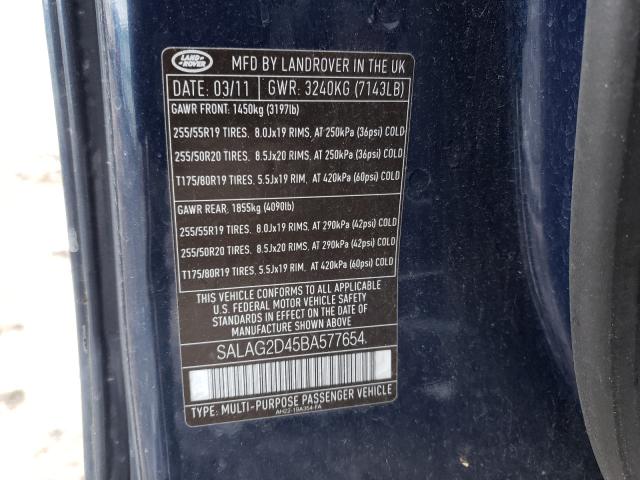 LAND ROVER
MFD BY LANDROVER IN THE UK
DATE: 03/11 GWR: 3240KG (7143LB)
GAWR FRONT: 1450kg (3197lb)
255/55R19 TIRES. 8.0Jx19 RIMS, AT 250kPa (36psi) COLD
255/50R20 TIRES. 8.5Jx20 RIMS, AT 250kPa (36psi) COLD
T175/80R19 TIRES. 5.5Jx19 RIM, AT 420kPa (60psi) COLD
GAWR REAR: 1855kg (4090lb)
255/55R19 TIRES. 8.0Jx19 RIMS, AT 290kPa (42psi) COLD
255/50R20 TIRES. 8.5Jx20 RIMS, AT 290kPa (42psi) COLD
T175/80R19 TIRES. 5.5Jx19 RIM, AT 420kPa (60psi) COLD
THIS VEHICLE CONFORMS TO ALL APPLICABLE
U.S. FEDERAL MOTOR VEHICLE SAFETY
STANDARDS IN EFFECT ON THE DATE OF
MANUFACTURE SHOWN ABOVE
SALAG2D45BA577654
TYPE: MULTI-PURPOSE PASSENGER VEHICLE
AH22-19A354-FA